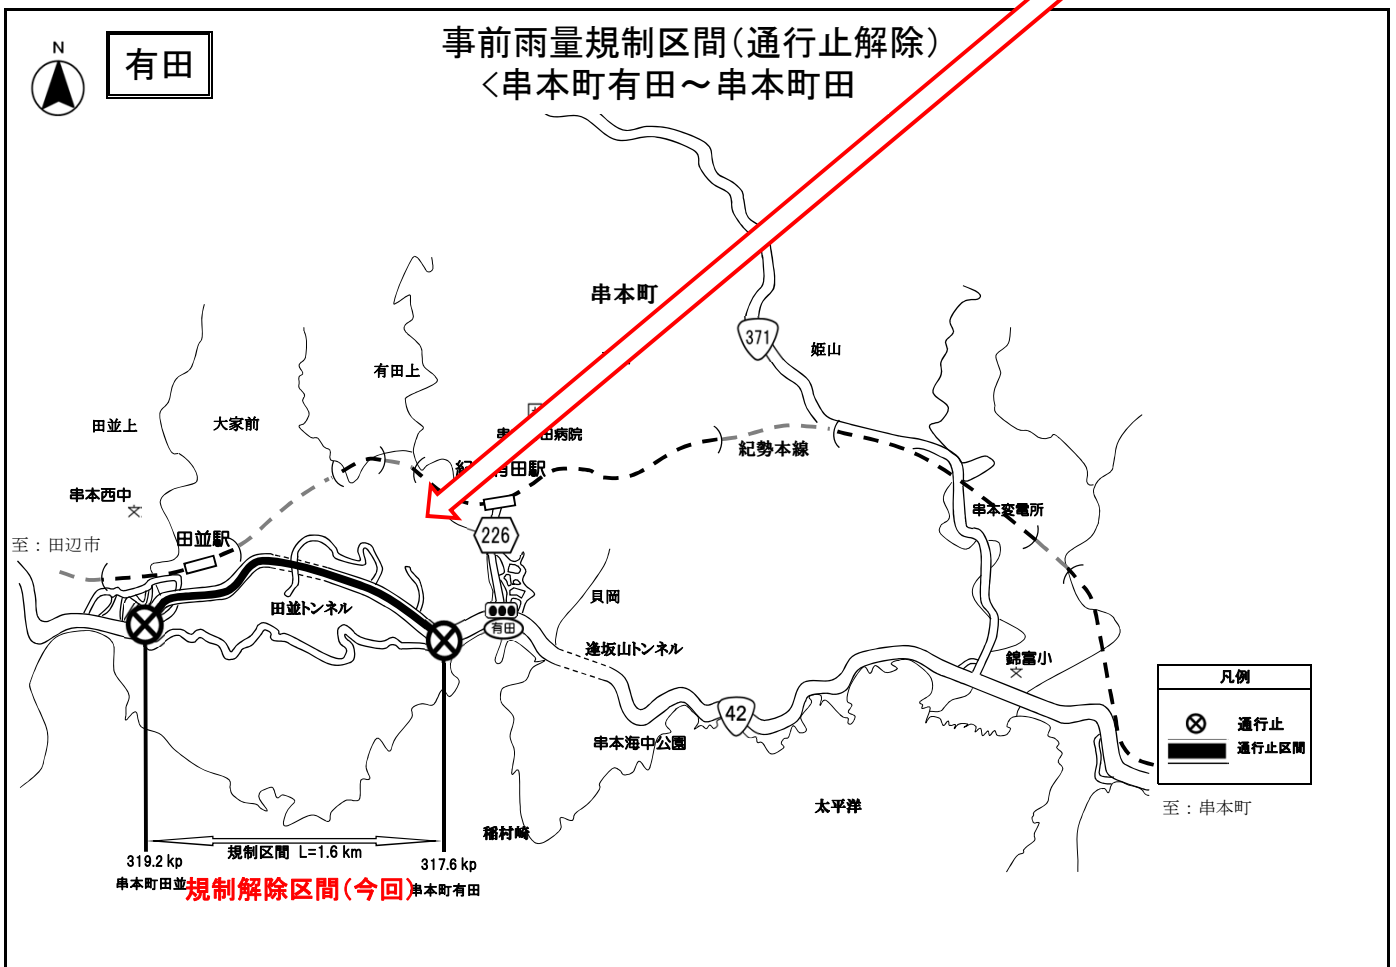 N
有田
事前雨量規制区間(通行止解除)
<串本町有田～串本町田
串本町
371
姫山
有田上
大家前
田並上
田病院
紀勢本線
有田駅
串本西中
文
串本変電所
226
田並駅
至：田辺市
田並トンネル
貝岡
有田
逢坂山トンネル
錦富小
文
凡例
通行止
通行止区間
42
串本海中公園
至：串本町
太平洋
稲村崎
規制区間 L=1.6 km
319.2 kp
317.6 kp
串本町田並
規制解除区間(今回)
串本町有田